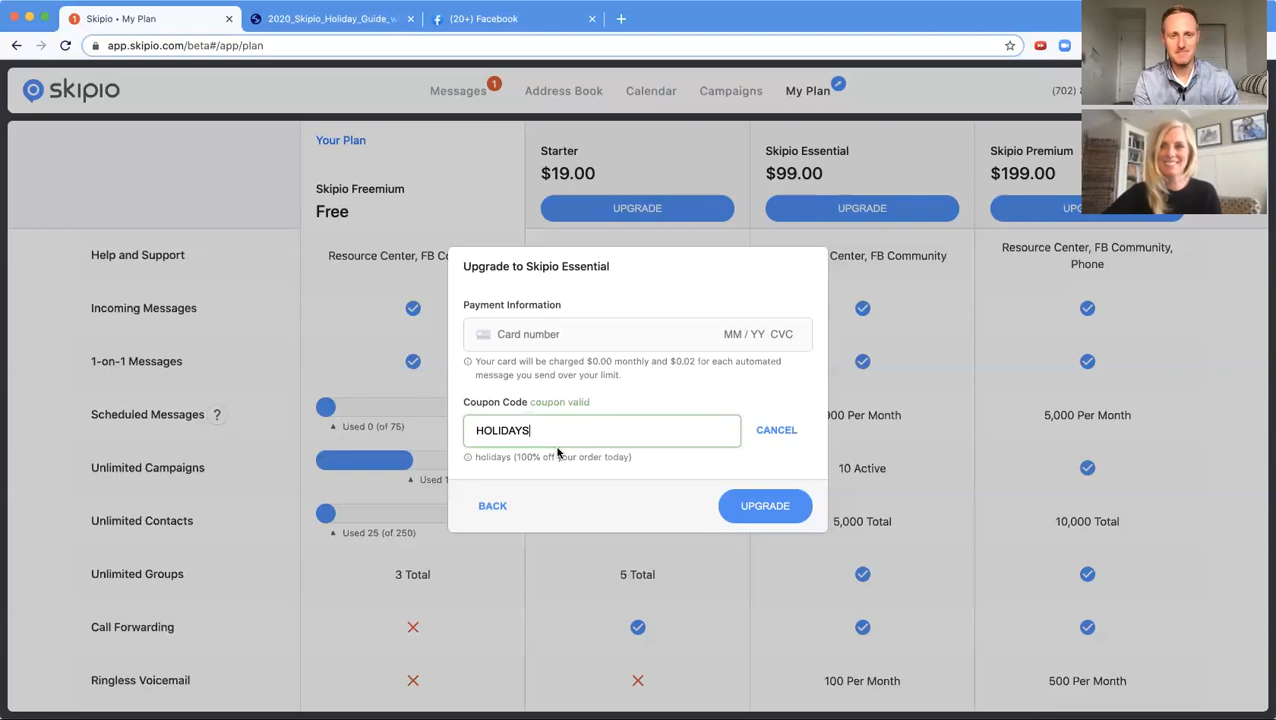 Skipio • My Plan
2020_Skipio_Holiday_Guide_w
(20+) Facebook
app.skipio.com/beta#/app/plan
skipio
Messages 1
Address Book
Calendar
Campaigns
My Plan
(702)
Your Plan
Skipio Freemium
Free
Starter
$19.00
UPGRADE
Skipio Essential
$99.00
UPGRADE
Skipio Premium
$199.00
Help and Support
Resource Center, FB Co
Center, FB Community
Resource Center, FB Community,
Phone
Incoming Messages
1-on-1 Messages
Scheduled Messages ?
Used 0 (of 75)
900 Per Month
5,000 Per Month
Unlimited Campaigns
Used 1
10 Active
Unlimited Contacts
Used 25 (of 250)
5,000 Total
10,000 Total
Unlimited Groups
3 Total
5 Total
Call Forwarding
Ringless Voicemail
100 Per Month
500 Per Month
Upgrade to Skipio Essential
Payment Information
Card number MM / YY CVC
Your card will be charged $0.00 monthly and $0.02 for each automated
message you send over your limit.
Coupon Code coupon valid
HOLIDAYS
CANCEL
holidays (100% off your order today)
BACK
UPGRADE